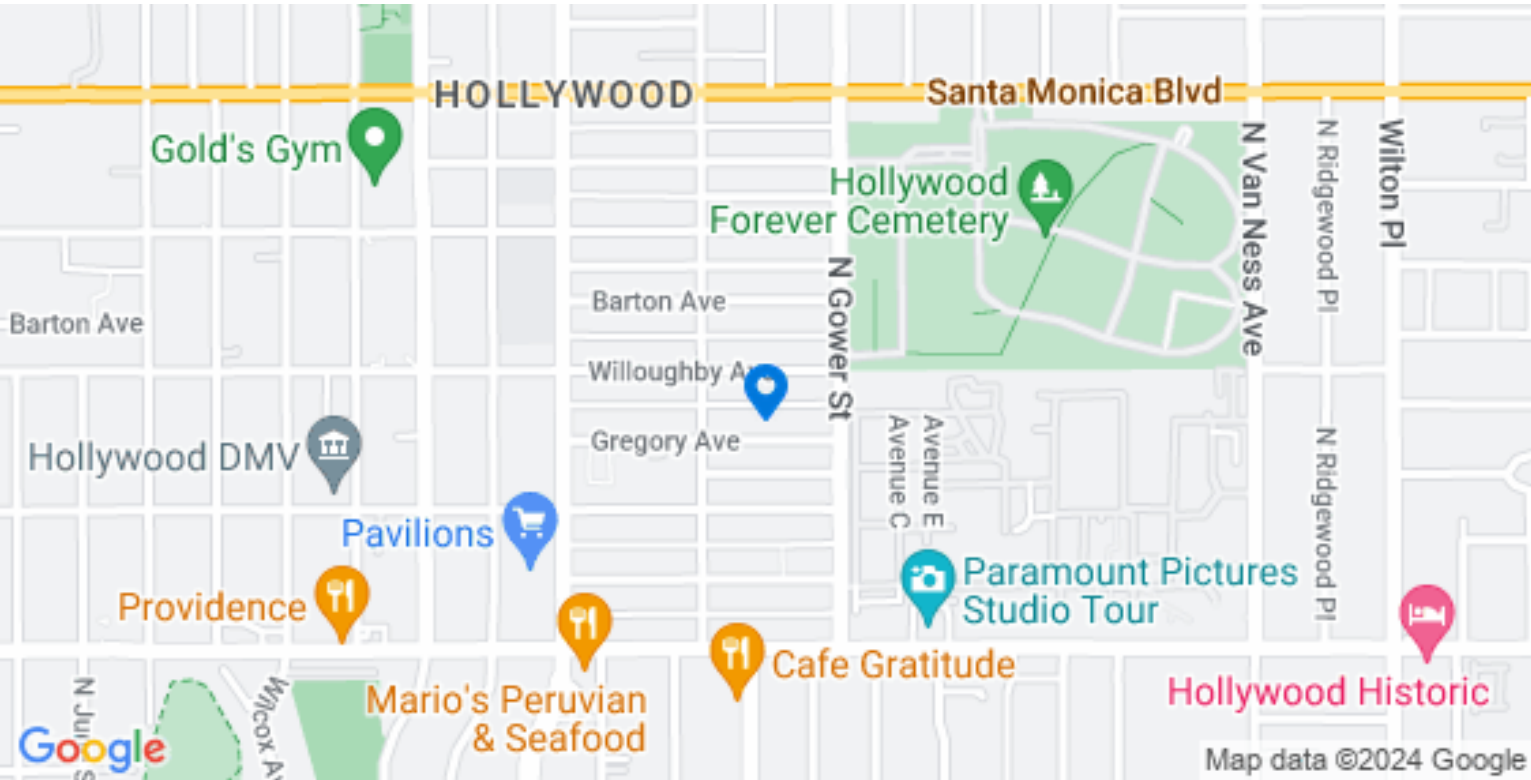 HOLLYWOOD
Santa Monica Blvd
Gold's Gym
N Van Ness Ave
N Ridgewood Pl
Wilton Pl
Hollywood
Forever Cemetery
N Gower St
Barton Ave
Barton Ave
Willoughby
Gregory Ave
Avenue C
Avenue E
N Ridgewood Pl
Hollywood DMV
Pavilions
Paramount Pictures
Studio Tour
Providence
Cafe Gratitude
Mario's Peruvian
& Seafood
Hollywood Historic
N
Wilcox
Google
Map data ©2024 Google